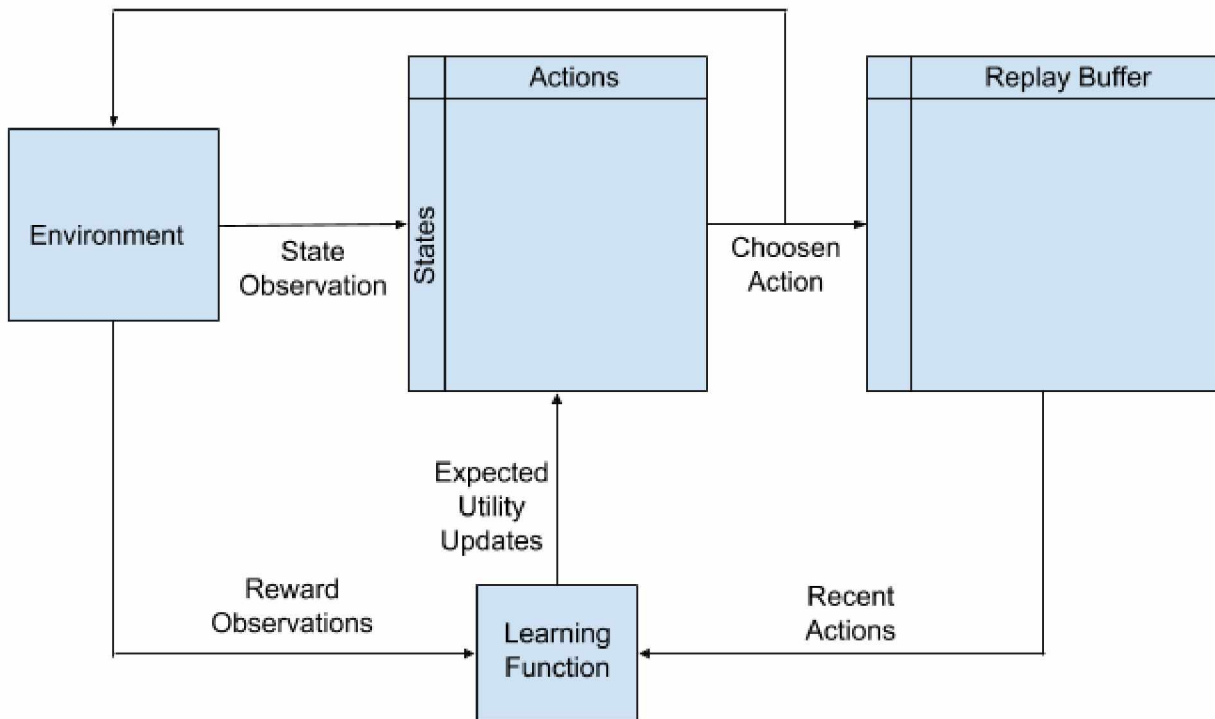 Actions
Replay Buffer
Environment
State
Observation
States
Choosen
Action
Expected
Utility
Updates
Reward
Observations
Learning
Function
Recent
Actions